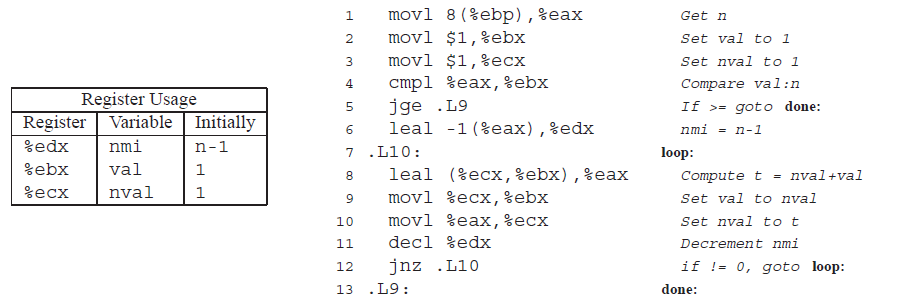 Register Usage
Register Variable Initially
%edx nmi n-1
%ebx val 1
%ecx nval 1
1 movl 8(%ebp),%eax Get n
2 movl $1,%ebx Set val to 1
3 movl $1,%ecx Set nval to 1
4 cmpl %eax,%ebx Compare val:n
5 jge .L9 If >= goto done:
6 leal -1(%eax),%edx nmi = n-1
7 .L10: loop:
8 leal (%ecx,%ebx),%eax Compute t = nval+val
9 movl %ecx,%ebx Set val to nval
10 movl %eax,%ecx Set nval to t
11 decl %edx Decrement nmi
12 jnz .L10 if != 0, goto loop:
13 .L9: done: